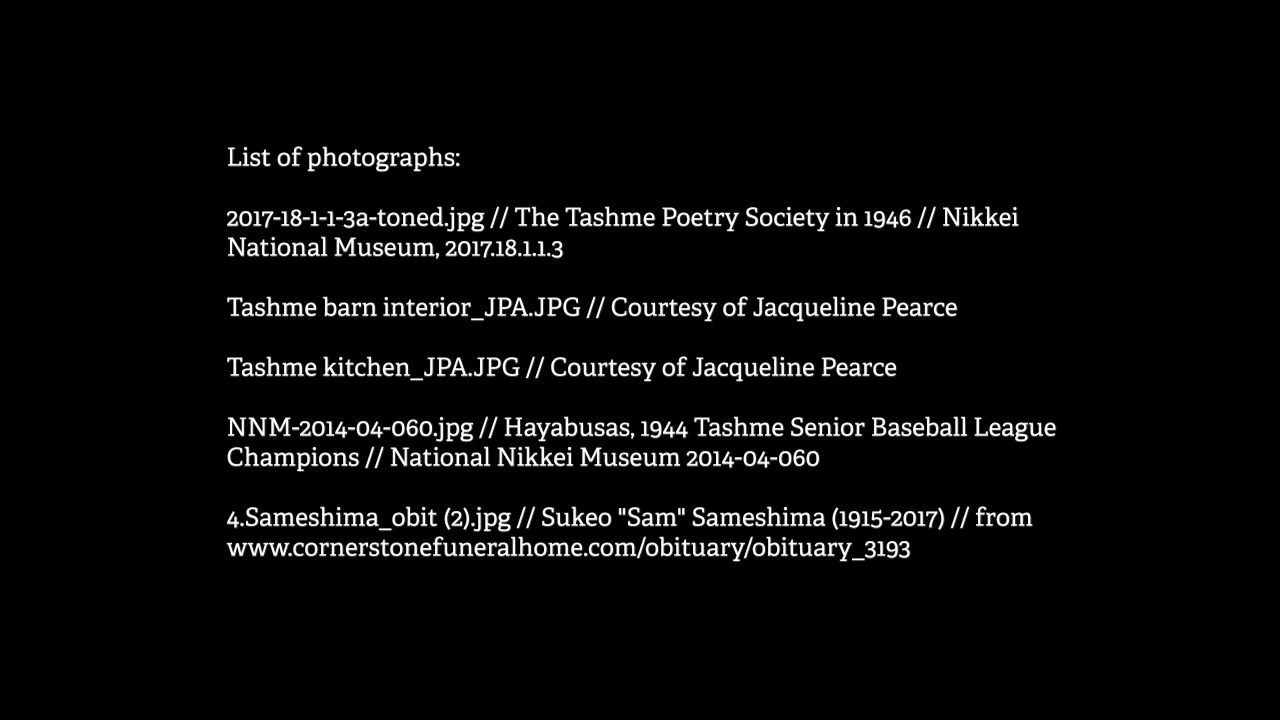 List of photographs:
2017-18-1-1-3a-toned.jpg // The Tashme Poetry Society in 1946 // Nikkei
National Museum, 2017.18.1.1.3
Tashme barn interior_JPA.JPG // Courtesy of Jacqueline Pearce
Tashme kitchen_JPA.JPG // Courtesy of Jacqueline Pearce
NNM-2014-04-060.jpg // Hayabusas, 1944 Tashme Senior Baseball League
Champions // National Nikkei Museum 2014-04-060
4.Sameshima_obit (2).jpg // Sukeo "Sam" Sameshima (1915-2017) // from
www.cornerstonefuneralhome.com/obituary/obituary_3193